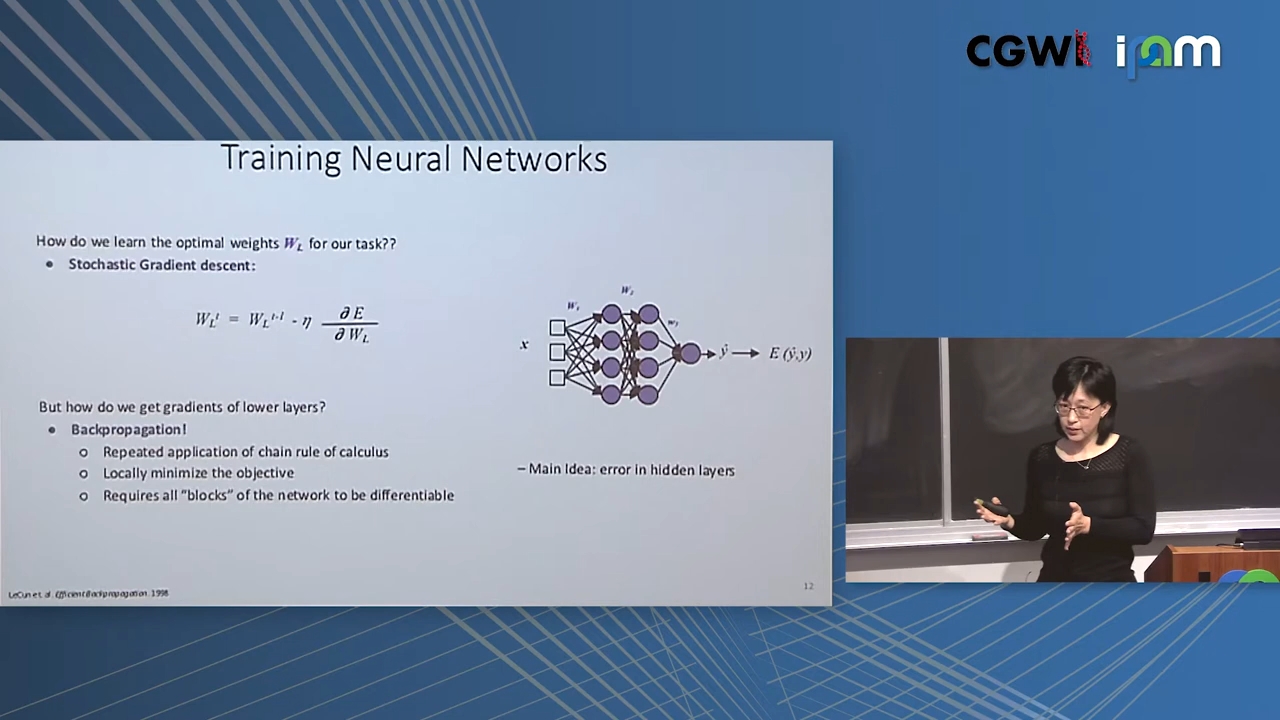 CGWI ipam
Training Neural Networks
How do we learn the optimal weights W_L for our task??
• Stochastic Gradient descent:
W_L^t = W_L^t-1 - η ∂E / ∂W_L
W₁
W₂
W₃
x
ŷ
E (ŷ,y)
But how do we get gradients of lower layers?
• Backpropagation!
o Repeated application of chain rule of calculus
o Locally minimize the objective
o Requires all "blocks" of the network to be differentiable
– Main Idea: error in hidden layers
LeCun et. al. Efficient Backpropagation. 1998
12